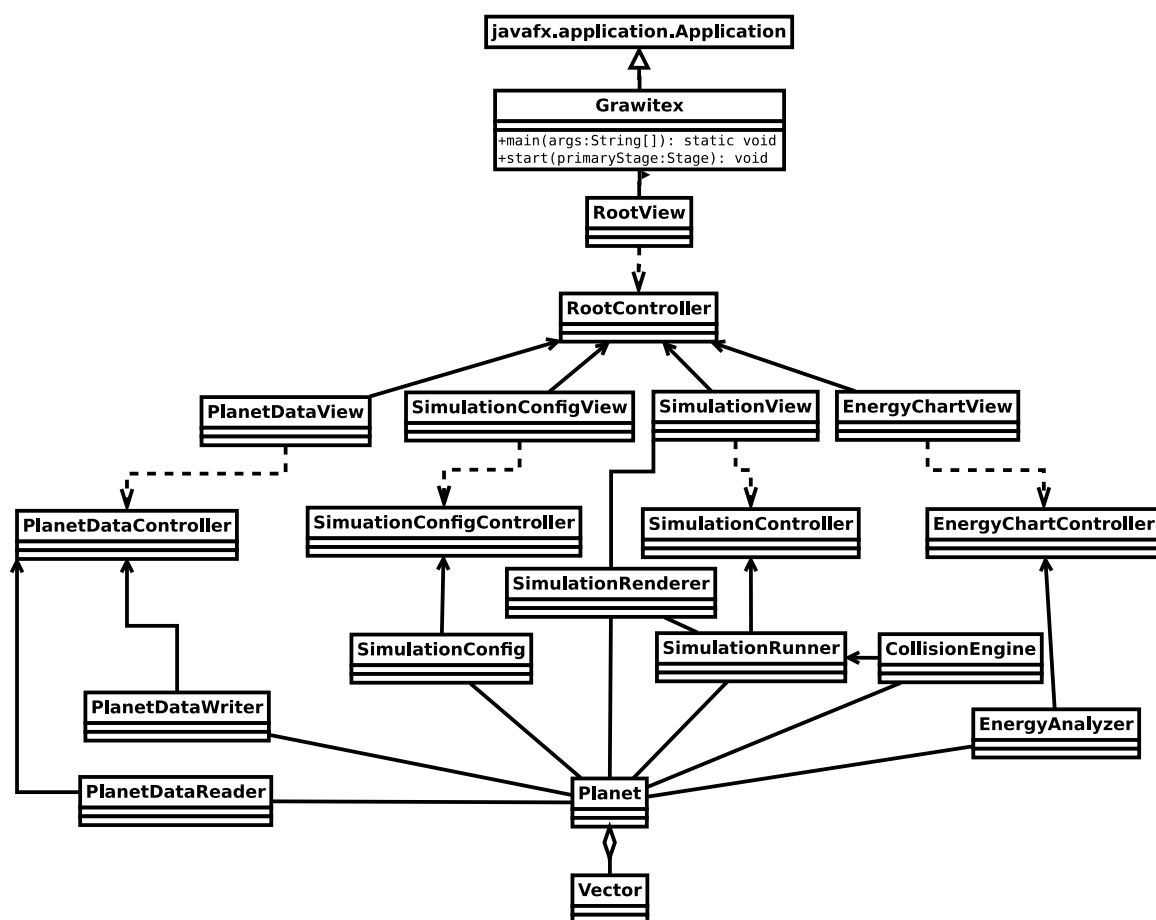 javafx.application.Application
Grawitex
+main(args:String[]): static void
+start(primaryStage:Stage): void
RootView
RootController
PlanetDataView
SimulationConfigView
SimulationView
EnergyChartView
PlanetDataController
SimuationConfigController
SimulationController
EnergyChartController
SimulationRenderer
SimulationConfig
SimulationRunner
CollisionEngine
PlanetDataWriter
EnergyAnalyzer
PlanetDataReader
Planet
Vector